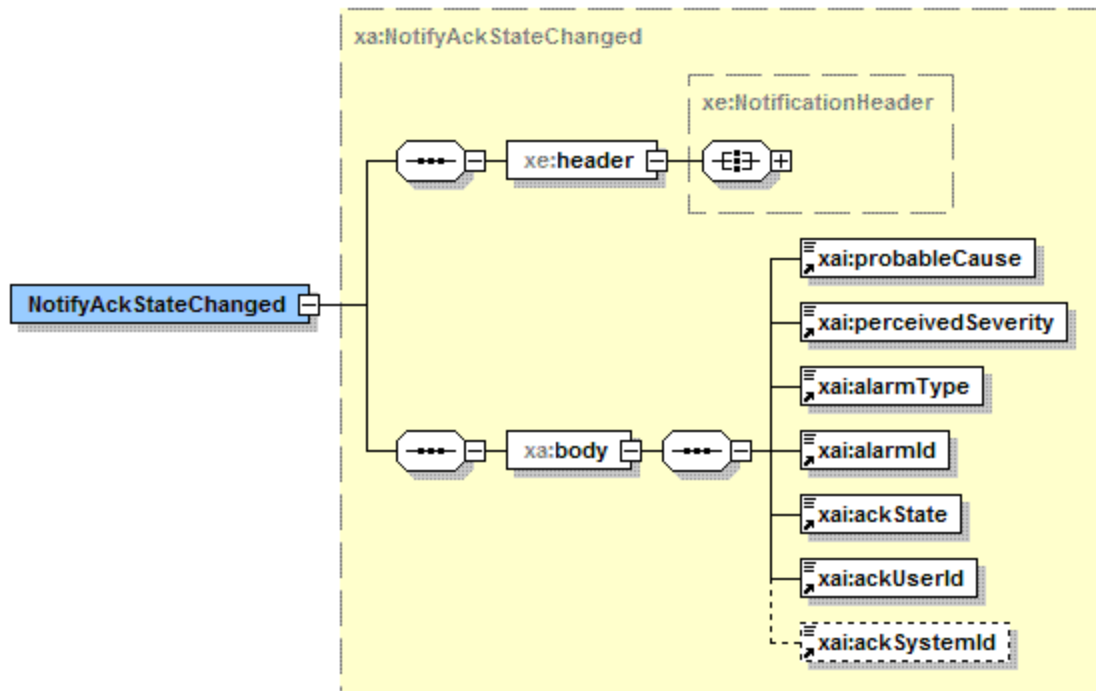 xa:NotifyAckStateChanged
xe:NotificationHeader
xe:header
xai:probableCause
NotifyAckStateChanged
xai:perceivedSeverity
xai:alarmType
xa:body
xai:alarmId
xai:ackState
xai:ackUserId
xai:ackSystemId